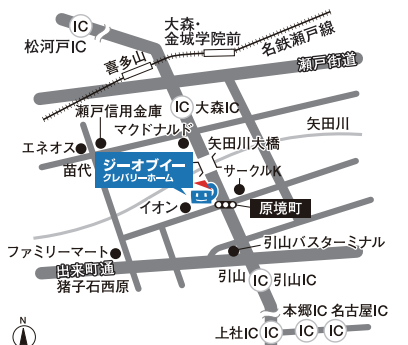 IC
松河戸IC
大森・
金城学院前
喜多山
名鉄瀬戸線
瀬戸街道
瀬戸信用金庫
IC 大森IC
マクドナルド
矢田川
エネオス
矢田川大橋
苗代
ジーオブイー
クレバリーホーム
サークルK
イオン
原境町
ファミリーマート
引山バスターミナル
出来町通
猪子石西原
引山 IC 引山IC
本郷IC 名古屋IC
上社IC IC IC IC
N